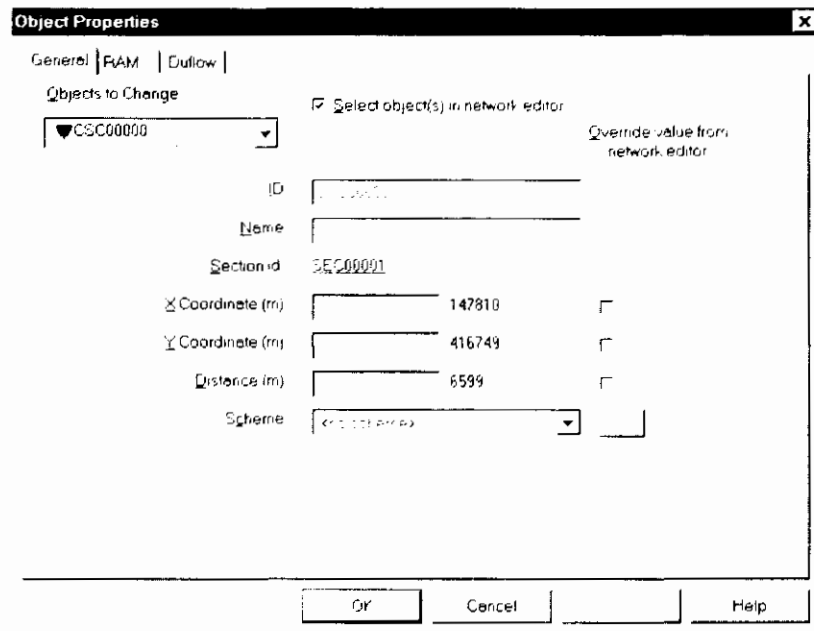 Object Properties
General RAM Duflow
Objects to Change
Select object(s) in network editor
CSC00000
Override value from
network editor
ID
Name
Section id SEC00001
X Coordinate (m) 147810
Y Coordinate (m) 416749
Distance (m) 6599
Scheme
OK Cancel Help